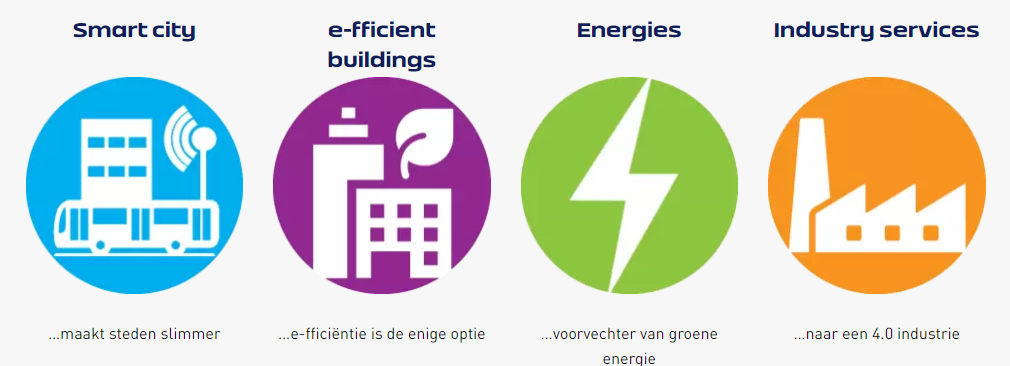 Smart city
e-fficient
buildings
Energies
Industry services
...maakt steden slimmer
...e-fficiëntie is de enige optie
...voorvechter van groene
energie
...naar een 4.0 industrie